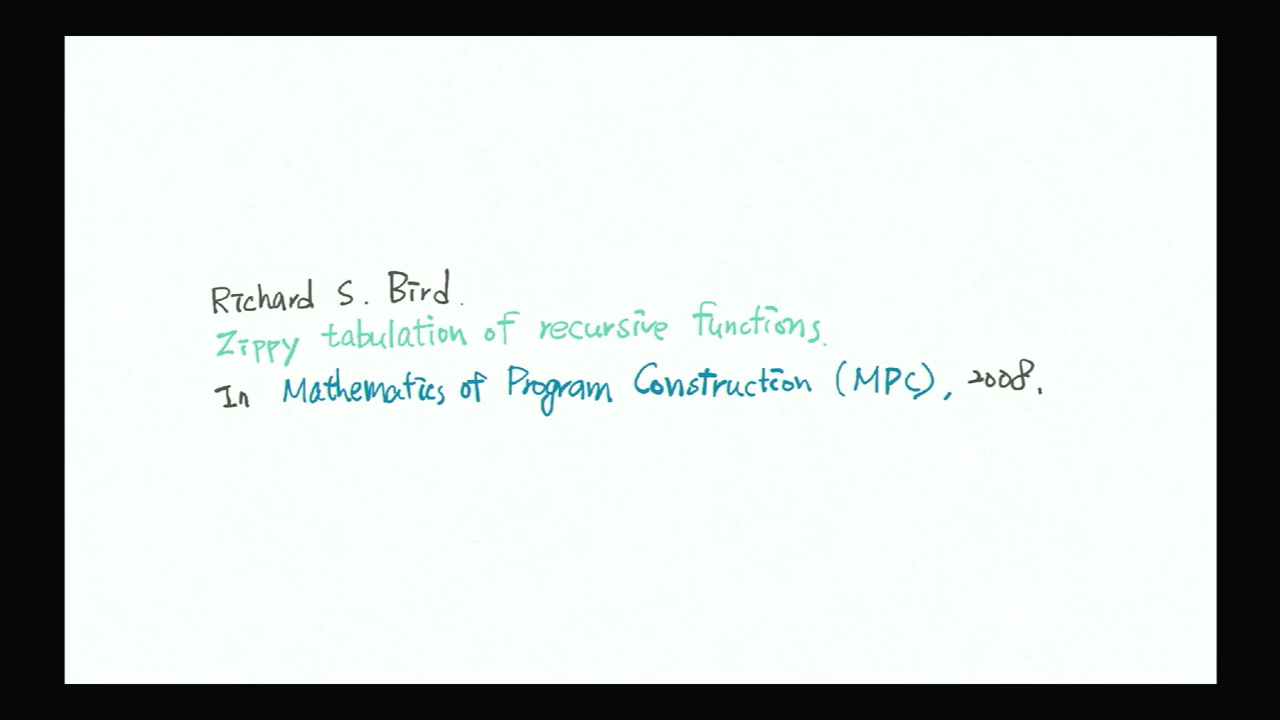 Richard S. Bird.
Zippy tabulation of recursive functions.
In Mathematics of Program Construction (MPC), 2008.